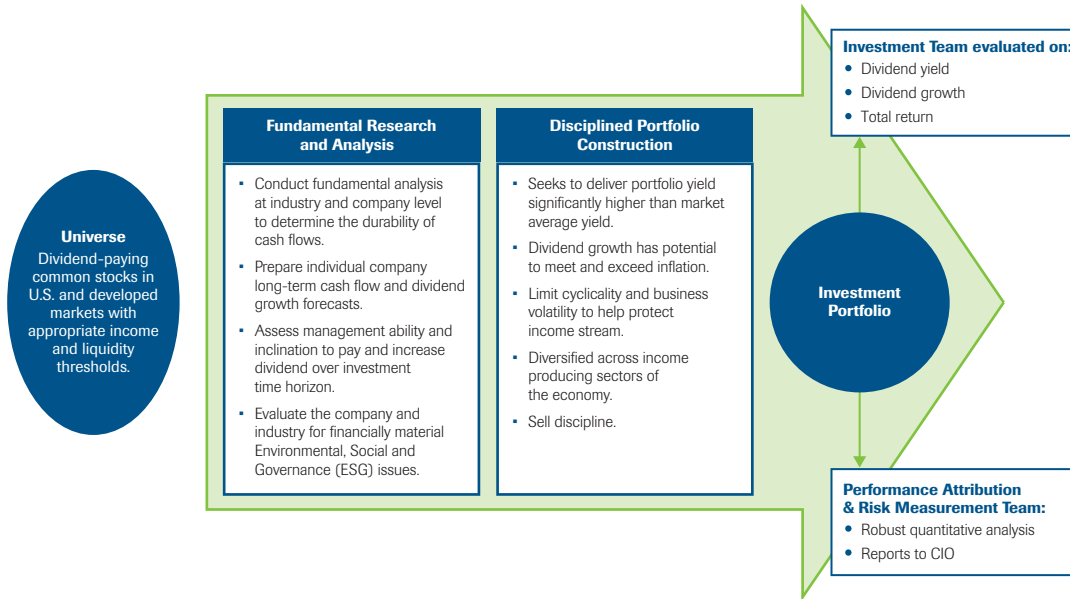 Universe
Dividend-paying
common stocks in
U.S. and developed
markets with
appropriate income
and liquidity
thresholds.
Fundamental Research
and Analysis
▪ Conduct fundamental analysis
at industry and company level
to determine the durability of
cash flows.
▪ Prepare individual company
long-term cash flow and dividend
growth forecasts.
▪ Assess management ability and
inclination to pay and increase
dividend over investment
time horizon.
▪ Evaluate the company and
industry for financially material
Environmental, Social and
Governance (ESG) issues.
Disciplined Portfolio
Construction
▪ Seeks to deliver portfolio yield
significantly higher than market
average yield.
▪ Dividend growth has potential
to meet and exceed inflation.
▪ Limit cyclicality and business
volatility to help protect
income stream.
▪ Diversified across income
producing sectors of
the economy.
▪ Sell discipline.
Investment Team evaluated on:
• Dividend yield
• Dividend growth
• Total return
Investment
Portfolio
Performance Attribution
& Risk Measurement Team:
• Robust quantitative analysis
• Reports to CIO